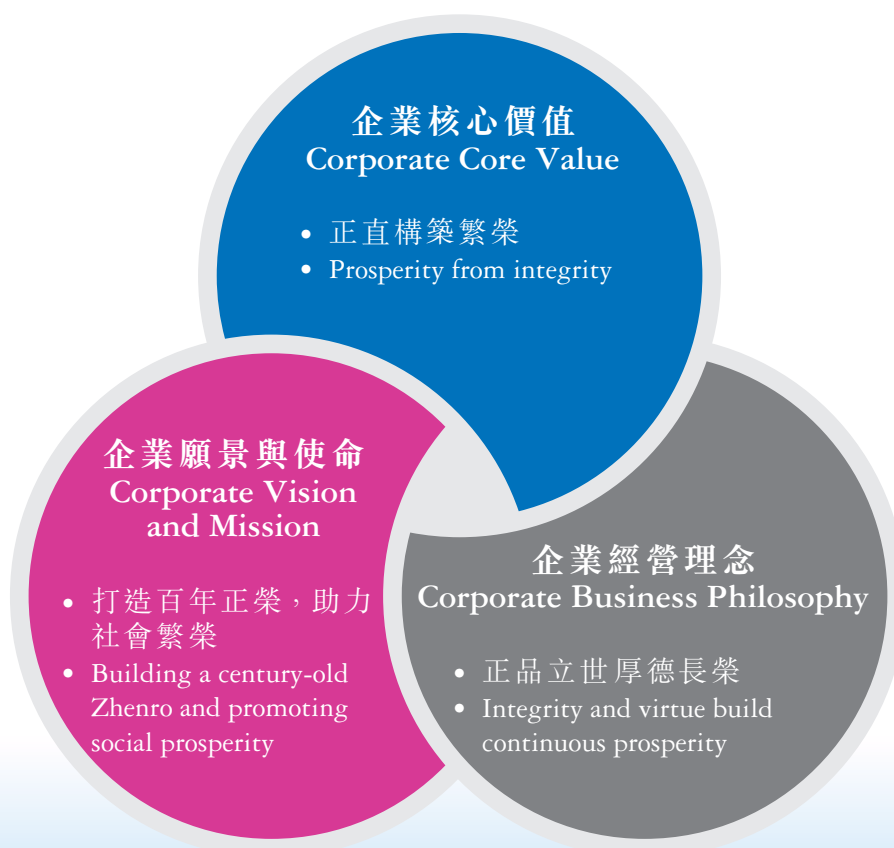 企業核心價值
Corporate Core Value
• 正直構築繁榮
• Prosperity from integrity
企業願景與使命
Corporate Vision
and Mission
• 打造百年正榮，助力
社會繁榮
• Building a century-old
Zhenro and promoting
social prosperity
企業經營理念
Corporate Business Philosophy
• 正品立世厚德長榮
• Integrity and virtue build
continuous prosperity